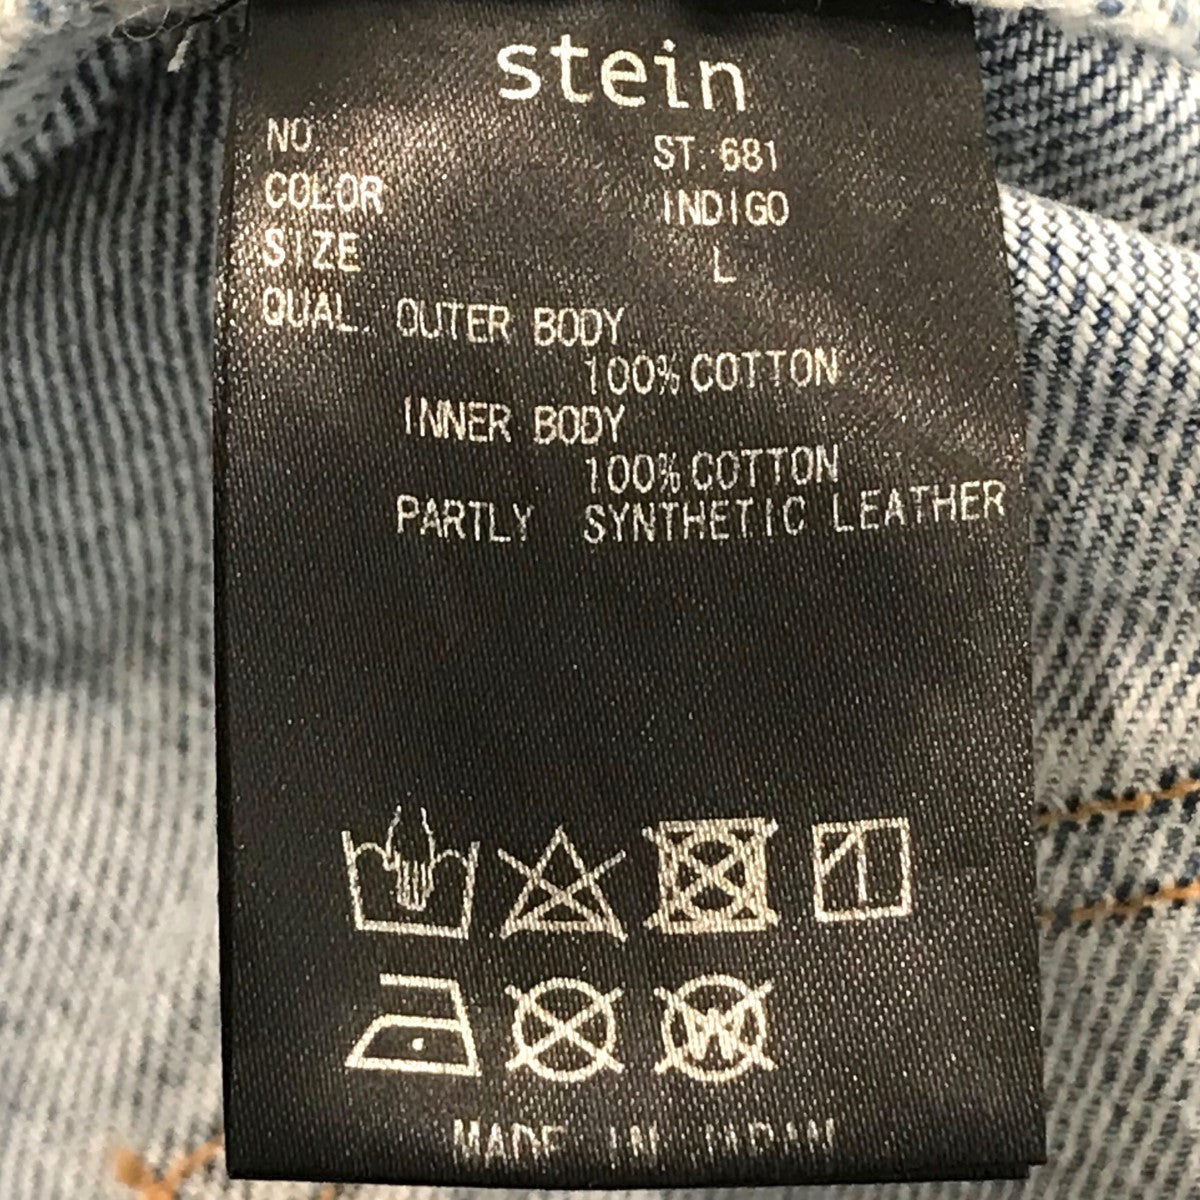 stein
NO. ST. 681
COLOR INDIGO
SIZE L
QUAL. OUTER BODY
100% COTTON
INNER BODY
100% COTTON
PARTLY SYNTHETIC LEATHER
W
MADE IN JAPAN